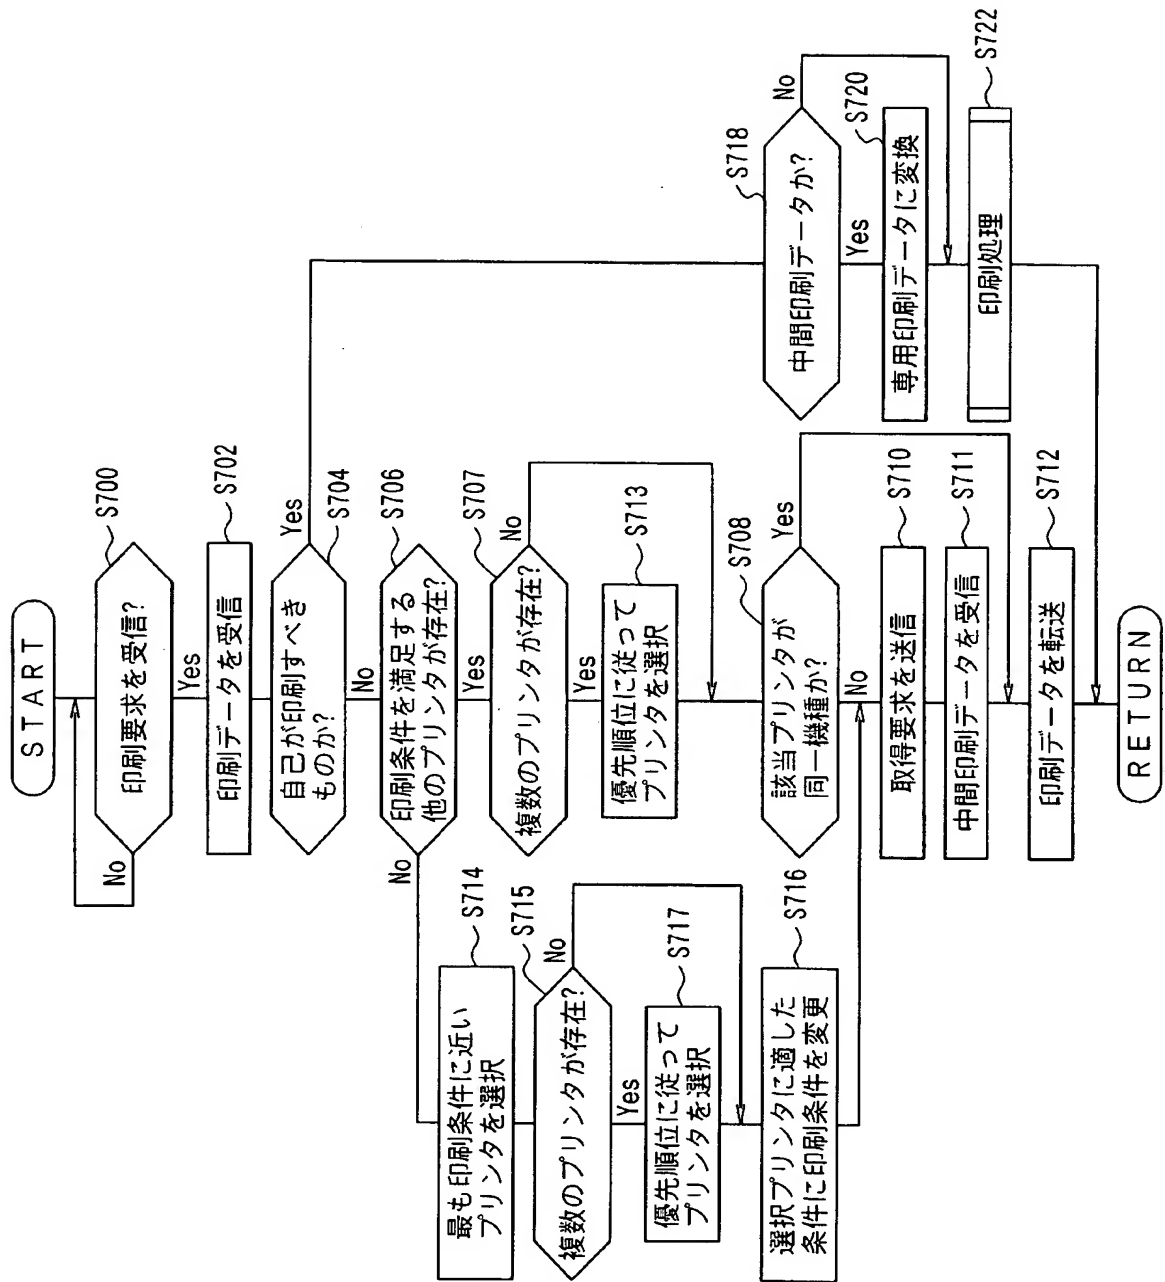 START
印刷要求を受信?
S700
No
Yes
印刷データを受信
S702
自己が印刷すべき
ものか?
S704
Yes
No
印刷条件を満足する
他のプリンタが存在?
S706
No
Yes
複数のプリンタが存在?
S707
No
Yes
優先順位に従って
プリンタを選択
S713
該当プリンタが
同一機種か?
S708
Yes
No
取得要求を送信
S710
中間印刷データを受信
S711
印刷データを転送
S712
RETURN
最も印刷条件に近い
プリンタを選択
S714
複数のプリンタが存在?
S715
No
Yes
優先順位に従って
プリンタを選択
S717
選択プリンタに適した
条件に印刷条件を変更
S716
中間印刷データか?
S718
No
Yes
専用印刷データに変換
S720
印刷処理
S722